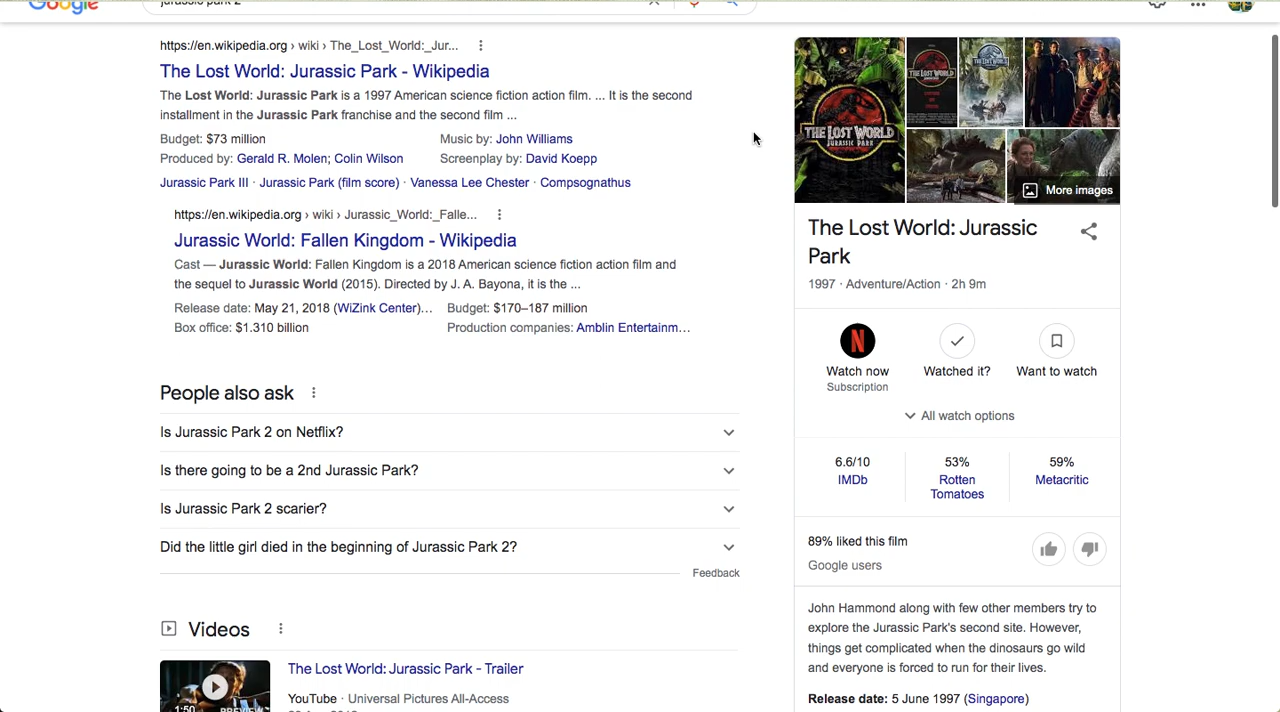 Google
jurassic park 2
https://en.wikipedia.org › wiki › The_Lost_World:_Jur...
The Lost World: Jurassic Park - Wikipedia
The Lost World: Jurassic Park is a 1997 American science fiction action film. ... It is the second
installment in the Jurassic Park franchise and the second film ...
Budget: $73 million
Music by: John Williams
Produced by: Gerald R. Molen; Colin Wilson
Screenplay by: David Koepp
Jurassic Park III · Jurassic Park (film score) · Vanessa Lee Chester · Compsognathus
https://en.wikipedia.org › wiki › Jurassic_World:_Falle...
Jurassic World: Fallen Kingdom - Wikipedia
Cast — Jurassic World: Fallen Kingdom is a 2018 American science fiction action film and
the sequel to Jurassic World (2015). Directed by J. A. Bayona, it is the ...
Release date: May 21, 2018 (WiZink Center)...
Budget: $170–187 million
Box office: $1.310 billion
Production companies: Amblin Entertainm...
People also ask
Is Jurassic Park 2 on Netflix?
Is there going to be a 2nd Jurassic Park?
Is Jurassic Park 2 scarier?
Did the little girl died in the beginning of Jurassic Park 2?
Feedback
Videos
The Lost World: Jurassic Park - Trailer
YouTube · Universal Pictures All-Access
1:50
PREVIEW
THE LOST WORLD
JURASSIC PARK
THE LOST WORLD
More images
The Lost World: Jurassic
Park
1997 · Adventure/Action · 2h 9m
N
Watch now
Subscription
Watched it?
Want to watch
All watch options
6.6/10
IMDb
53%
Rotten
Tomatoes
59%
Metacritic
89% liked this film
Google users
John Hammond along with few other members try to
explore the Jurassic Park's second site. However,
things get complicated when the dinosaurs go wild
and everyone is forced to run for their lives.
Release date: 5 June 1997 (Singapore)